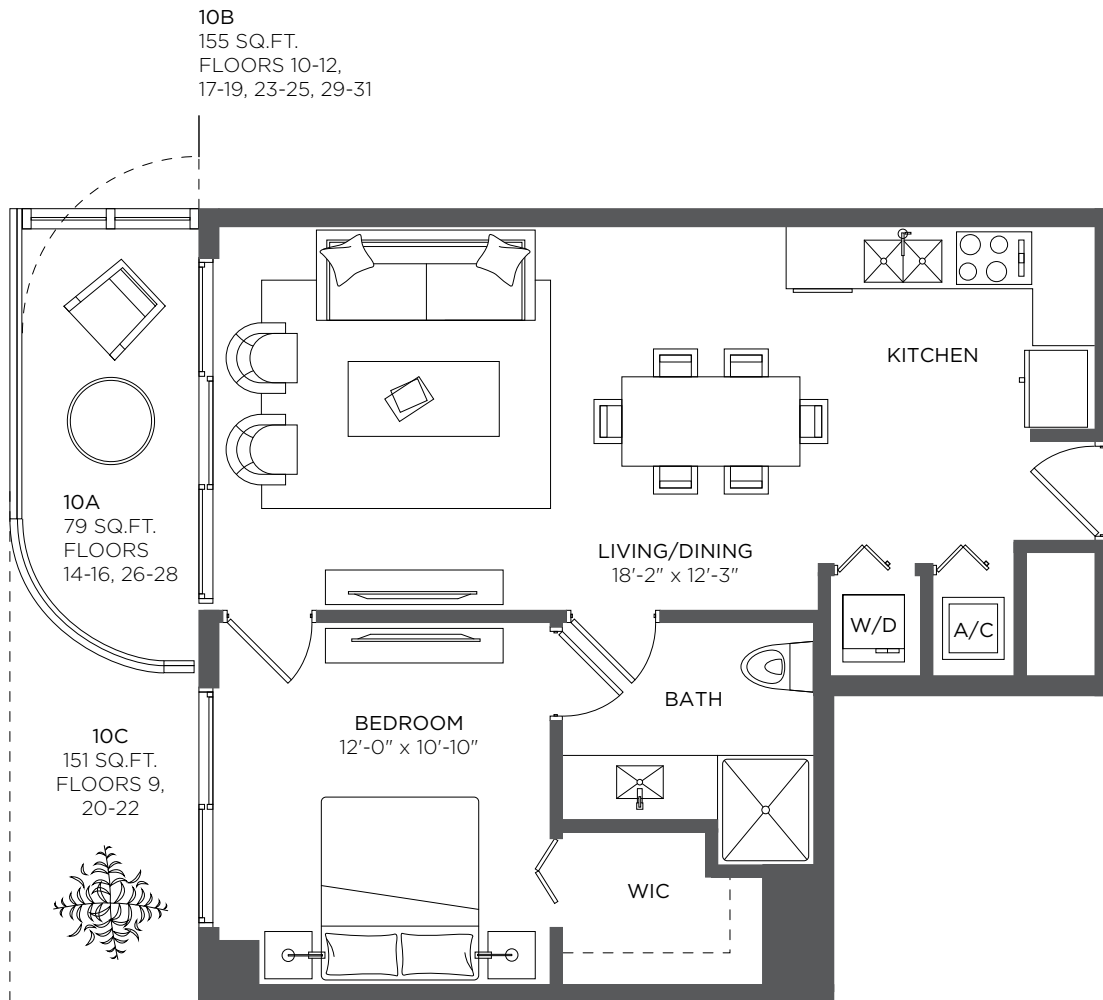 10B
155 SQ.FT.
FLOORS 10-12,
17-19, 23-25, 29-31
KITCHEN
10A
79 SQ.FT.
FLOORS
14-16, 26-28
LIVING/DINING
18'-2" x 12'-3"
W/D
A/C
BATH
BEDROOM
12'-0" x 10'-10"
10C
151 SQ.FT.
FLOORS 9,
20-22
WIC